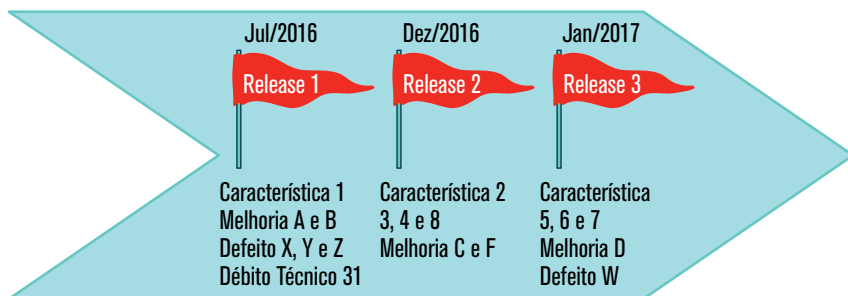 Jul/2016
Release 1
Característica 1
Melhoria A e B
Defeito X, Y e Z
Débito Técnico 31
Dez/2016
Release 2
Característica 2
3, 4 e 8
Melhoria C e F
Jan/2017
Release 3
Característica
5, 6 e 7
Melhoria D
Defeito W